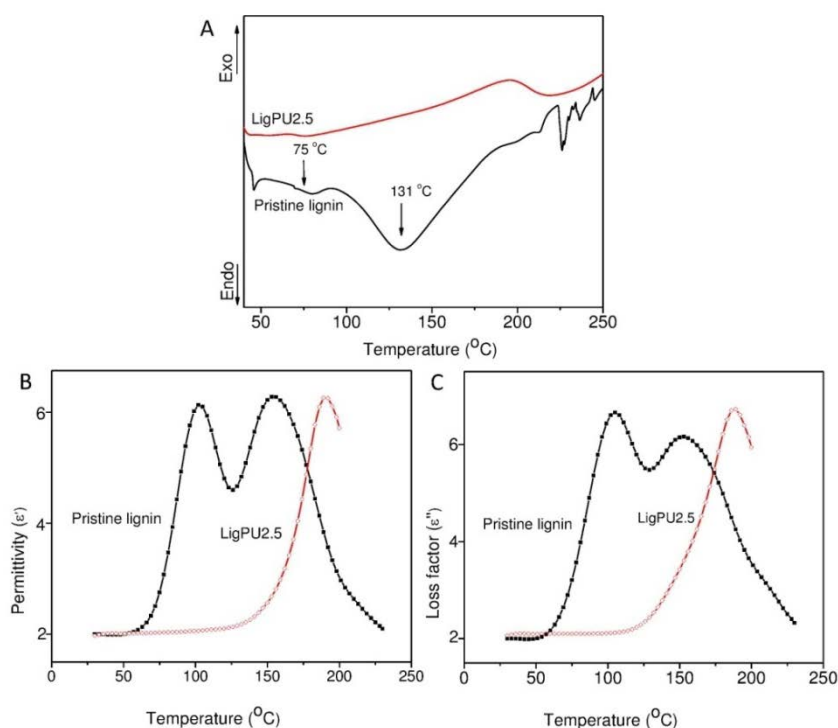 A
Exo
LigPU2.5
75 °C
131 °C
Pristine lignin
Endo
50 100 150 200 250
Temperature (°C)
B
6
4
2
Permittivity (ε')
Pristine lignin
LigPU2.5
0 50 100 150 200 250
Temperature (°C)
C
6
4
2
Loss factor (ε")
Pristine lignin
LigPU2.5
0 50 100 150 200 250
Temperature (°C)